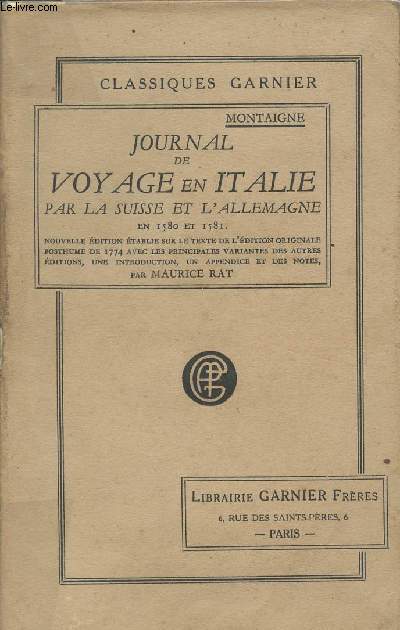 © Le-livre.com
CLASSIQUES GARNIER
MONTAIGNE
JOURNAL
DE
VOYAGE EN ITALIE
PAR LA SUISSE ET L'ALLEMAGNE
EN 1580 ET 1581.
NOUVELLE ÉDITION ÉTABLIE SUR LE TEXTE DE L'ÉDITION ORIGINALE
POSTHUME DE 1774 AVEC LES PRINCIPALES VARIANTES DES AUTRES
ÉDITIONS, UNE INTRODUCTION, UN APPENDICE ET DES NOTES,
PAR MAURICE RAT
LIBRAIRIE GARNIER FRÈRES
6, RUE DES SAINTS-PÈRES, 6
— PARIS —